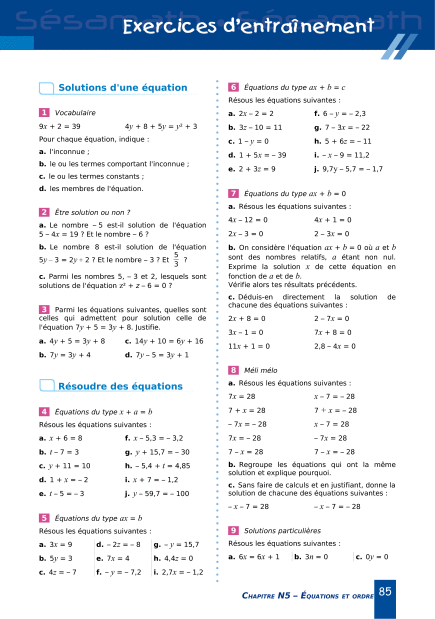 Sésamath Sésamath
Exercices d'entraînement
Solutions d'une équation
1 Vocabulaire
9x + 2 = 39 4y + 8 + 5y = y² + 3
Pour chaque équation, indique :
a. l'inconnue ;
b. le ou les termes comportant l'inconnue ;
c. le ou les termes constants ;
d. les membres de l'équation.
2 Être solution ou non ?
a. Le nombre – 5 est-il solution de l'équation
5 – 4x = 19 ? Et le nombre – 6 ?
b. Le nombre 8 est-il solution de l'équation
5y – 3 = 2y + 2 ? Et le nombre – 3 ? Et 5/3 ?
c. Parmi les nombres 5, – 3 et 2, lesquels sont
solutions de l'équation z² + z – 6 = 0 ?
3 Parmi les équations suivantes, quelles sont
celles qui admettent pour solution celle de
l'équation 7y + 5 = 3y + 8. Justifie.
a. 4y + 5 = 3y + 8 c. 14y + 10 = 6y + 16
b. 7y = 3y + 4 d. 7y – 5 = 3y + 1
Résoudre des équations
4 Équations du type x + a = b
Résous les équations suivantes :
a. x + 6 = 8 f. x – 5,3 = – 3,2
b. t – 7 = 3 g. y + 15,7 = – 30
c. y + 11 = 10 h. – 5,4 + t = 4,85
d. 1 + x = – 2 i. x + 7 = – 1,2
e. t – 5 = – 3 j. y – 59,7 = – 100
5 Équations du type ax = b
Résous les équations suivantes :
a. 3x = 9 d. – 2z = – 8 g. – y = 15,7
b. 5y = 3 e. 7x = 4 h. 4,4z = 0
c. 4z = – 7 f. – y = – 7,2 i. 2,7x = – 1,2
6 Équations du type ax + b = c
Résous les équations suivantes :
a. 2x – 2 = 2 f. 6 – y = – 2,3
b. 3z – 10 = 11 g. 7 – 3x = – 22
c. 1 – y = 0 h. 5 + 6z = – 11
d. 1 + 5x = – 39 i. – x – 9 = 11,2
e. 2 + 3z = 9 j. 9,7y – 5,7 = – 1,7
7 Équations du type ax + b = 0
a. Résous les équations suivantes :
4x – 12 = 0 4x + 1 = 0
2x – 3 = 0 2 – 3x = 0
b. On considère l'équation ax + b = 0 où a et b
sont des nombres relatifs, a étant non nul.
Exprime la solution x de cette équation en
fonction de a et de b.
Vérifie alors tes résultats précédents.
c. Déduis-en directement la solution de
chacune des équations suivantes :
2x + 8 = 0 2 – 7x = 0
3x – 1 = 0 7x + 8 = 0
11x + 1 = 0 2,8 – 4x = 0
8 Méli mélo
a. Résous les équations suivantes :
7x = 28 x – 7 = – 28
7 + x = 28 7 + x = – 28
– 7x = – 28 x – 7 = 28
7x = – 28 – 7x = 28
7 – x = 28 7 – x = – 28
b. Regroupe les équations qui ont la même
solution et explique pourquoi.
c. Sans faire de calculs et en justifiant, donne la
solution de chacune des équations suivantes :
– x – 7 = 28 – x – 7 = – 28
9 Solutions particulières
Résous les équations suivantes :
a. 6x = 6x + 1 b. 3n = 0 c. 0y = 0
Chapitre N5 – Équations et ordre 85